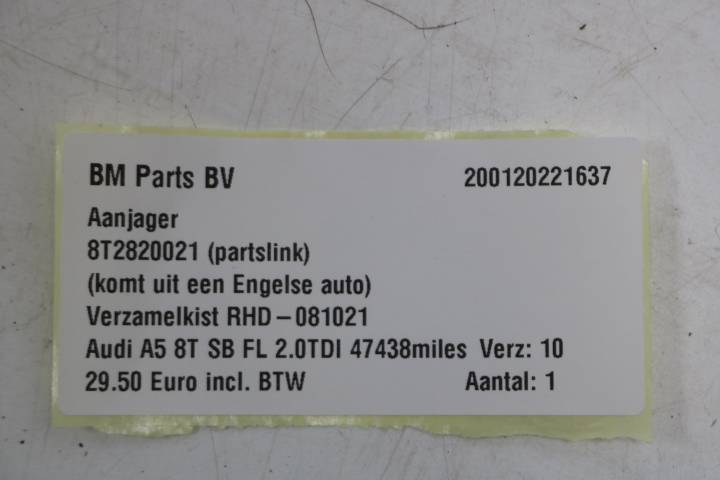 BM Parts BV 200120221637
Aanjager
8T2820021 (partslink)
(komt uit een Engelse auto)
Verzamelkist RHD-081021
Audi A5 8T SB FL 2.0TDI 47438miles Verz: 10
29.50 Euro incl. BTW Aantal: 1